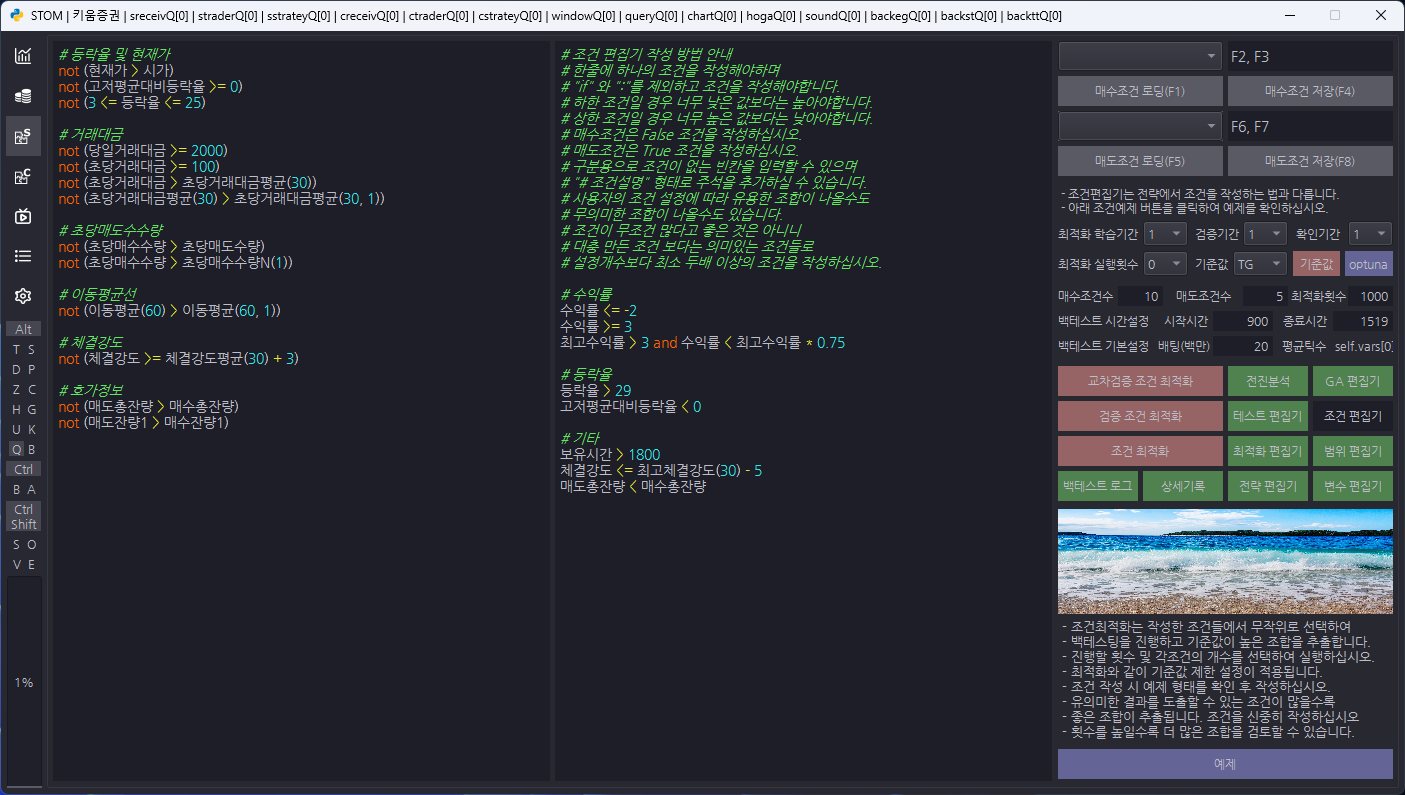 STOM | 키움증권 | sreceivQ[0] | straderQ[0] | sstrateyQ[0] | creceivQ[0] | ctraderQ[0] | cstrateyQ[0] | windowQ[0] | queryQ[0] | chartQ[0] | hogaQ[0] | soundQ[0] | backegQ[0] | backstQ[0] | backttQ[0]
S
C
Alt
T S
D P
Z C
H G
U K
Q B
Ctrl
B A
Ctrl
Shift
S O
V E
1%
# 등락율 및 현재가
not (현재가 > 시가)
not (고저평균대비등락율 >= 0)
not (3 <= 등락율 <= 25)
# 거래대금
not (당일거래대금 >= 2000)
not (초당거래대금 >= 100)
not (초당거래대금 > 초당거래대금평균(30))
not (초당거래대금평균(30) > 초당거래대금평균(30, 1))
# 초당매도수수량
not (초당매수수량 > 초당매도수량)
not (초당매수수량 > 초당매수수량N(1))
# 이동평균선
not (이동평균(60) > 이동평균(60, 1))
# 체결강도
not (체결강도 >= 체결강도평균(30) + 3)
# 호가정보
not (매도총잔량 > 매수총잔량)
not (매도잔량1 > 매수잔량1)
# 조건 편집기 작성 방법 안내
# 한줄에 하나의 조건을 작성해야하며
# "if" 와 ":"를 제외하고 조건을 작성해야합니다.
# 하한 조건일 경우 너무 낮은 값보다는 높아야합니다.
# 상한 조건일 경우 너무 높은 값보다는 낮아야합니다.
# 매수조건은 False 조건을 작성하십시오.
# 매도조건은 True 조건을 작성하십시오
# 구분용으로 조건이 없는 빈칸을 입력할 수 있으며
# "# 조건설명" 형태로 주석을 추가하실 수 있습니다.
# 사용자의 조건 설정에 따라 유용한 조합이 나올수도
# 무의미한 조합이 나올수도 있습니다.
# 조건이 무조건 많다고 좋은 것은 아니니
# 대충 만든 조건 보다는 의미있는 조건들로
# 설정개수보다 최소 두배 이상의 조건을 작성하십시오.
# 수익률
수익률 <= -2
수익률 >= 3
최고수익률 > 3 and 수익률 < 최고수익률 * 0.75
# 등락율
등락율 > 29
고저평균대비등락율 < 0
# 기타
보유시간 > 1800
체결강도 <= 최고체결강도(30) - 5
매도총잔량 < 매수총잔량
F2, F3
매수조건 로딩(F1) 매수조건 저장(F4)
F6, F7
매도조건 로딩(F5) 매도조건 저장(F8)
- 조건편집기는 전략에서 조건을 작성하는 법과 다릅니다.
- 아래 조건예제 버튼을 클릭하여 예제를 확인하십시오.
최적화 학습기간 1 검증기간 1 확인기간 1
최적화 실행횟수 0 기준값 TG 기준값 optuna
매수조건수 10 매도조건수 5 최적화횟수 1000
백테스트 시간설정 시작시간 900 종료시간 1519
백테스트 기본설정 배팅(백만) 20 평균틱수 self.vars[0]
교차검증 조건 최적화 전진분석 GA 편집기
검증 조건 최적화 테스트 편집기 조건 편집기
조건 최적화 최적화 편집기 범위 편집기
백테스트 로그 상세기록 전략 편집기 변수 편집기
- 조건최적화는 작성한 조건들에서 무작위로 선택하여
- 백테스팅을 진행하고 기준값이 높은 조합을 추출합니다.
- 진행할 횟수 및 각조건의 개수를 선택하여 실행하십시오.
- 최적화와 같이 기준값 제한 설정이 적용됩니다.
- 조건 작성 시 예제 형태를 확인 후 작성하십시오.
- 유의미한 결과를 도출할 수 있는 조건이 많을수록
- 좋은 조합이 추출됩니다. 조건을 신중히 작성하십시오
- 횟수를 높일수록 더 많은 조합을 검토할 수 있습니다.
예제